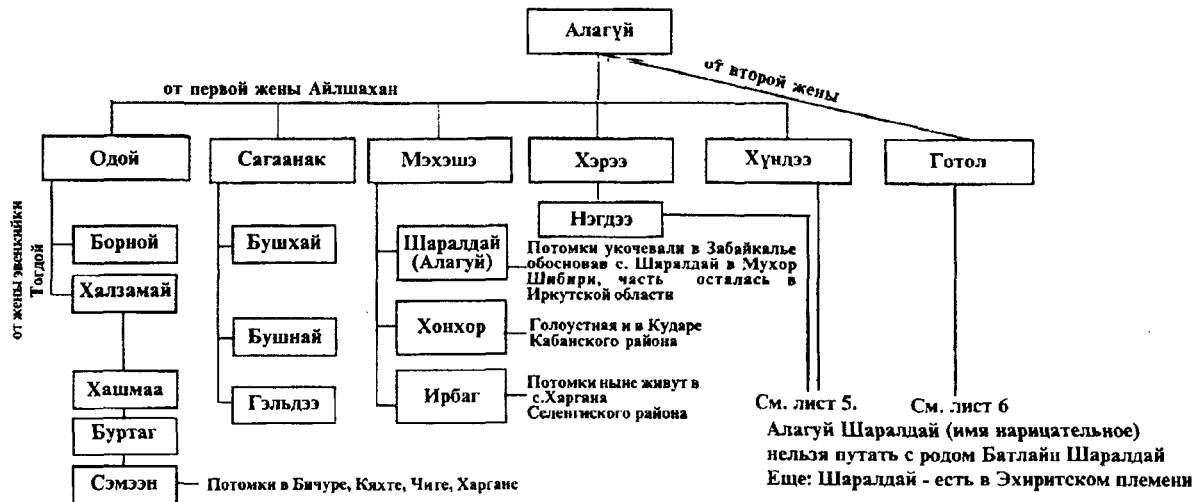 Алагүй
от второй жены
от первой жены Айлшахан
Одой
Сагаанак
Мэхэшэ
Хэрээ
Хүндээ
Готол
от жены эвенкийки
Тогдой
Борной
Халзамай
Хашмаа
Буртаг
Сэмээн
Потомки в Бичуре, Кяхте, Чиге, Харгане
Бушхай
Бушнай
Гэльдээ
Шаралдай
(Алагуй)
Потомки укочевали в Забайкалье
обосновав с. Шаралдай в Мухор
Шибири, часть осталась в
Иркутской области
Хонхор
Голоустная и в Кударе
Кабанского района
Ирбаг
Потомки ныне живут в
с.Харгана
Селенгиского района
Нэгдээ
См. лист 5.
См. лист 6
Алагуй Шаралдай (имя нарицательное)
нельзя путать с родом Батлайн Шаралдай
Еще: Шаралдай - есть в Эхиритском племени